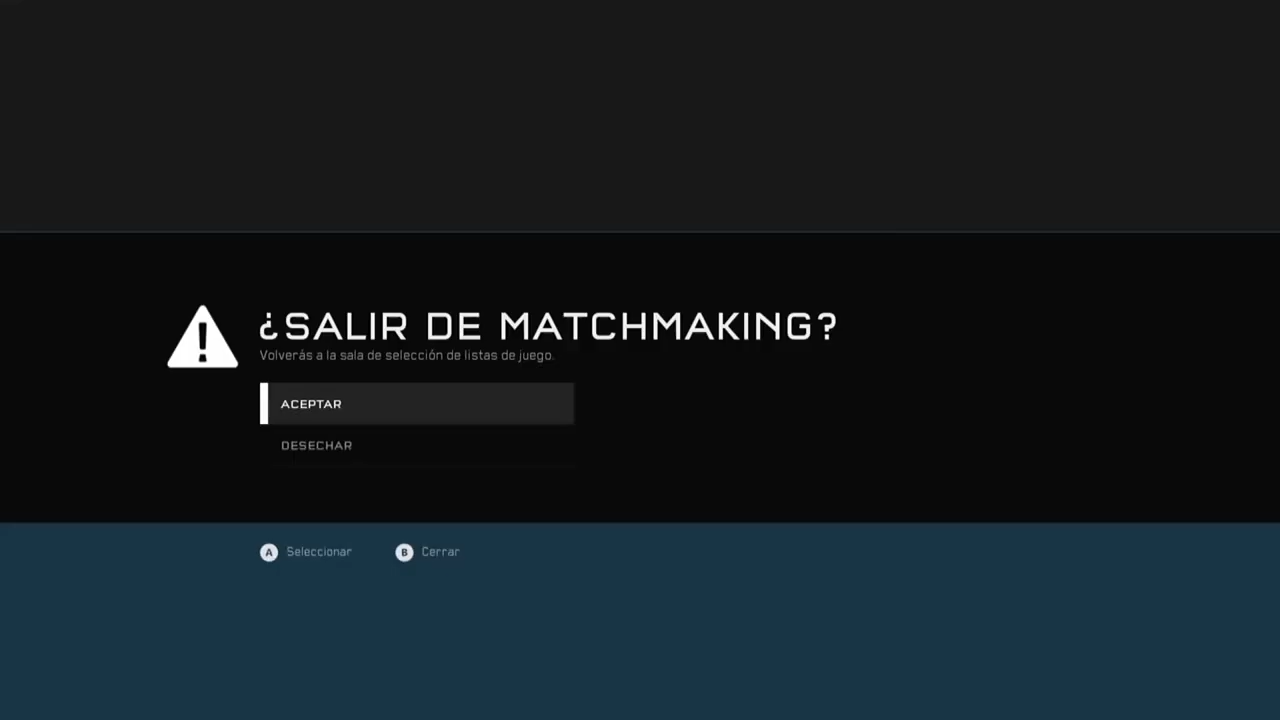 ¿SALIR DE MATCHMAKING?
Volverás a la sala de selección de listas de juego.
ACEPTAR
DESECHAR
A Seleccionar B Cerrar